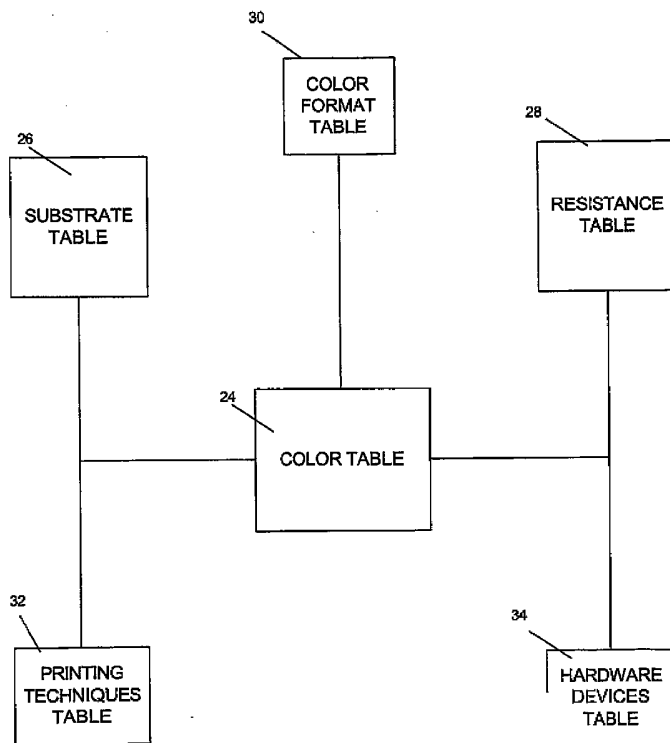 30
COLOR
FORMAT
TABLE
26
SUBSTRATE
TABLE
28
RESISTANCE
TABLE
24
COLOR TABLE
32
PRINTING
TECHNIQUES
TABLE
34
HARDWARE
DEVICES
TABLE